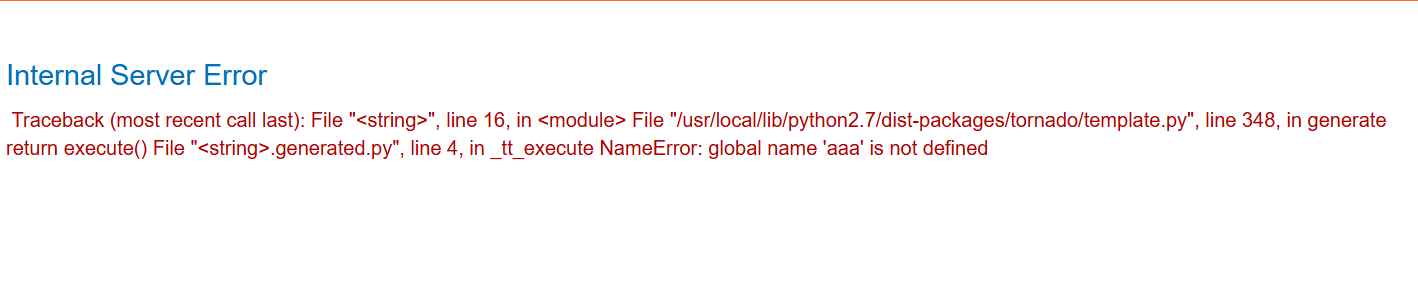 Internal Server Error
Traceback (most recent call last): File "<string>", line 16, in <module> File "/usr/local/lib/python2.7/dist-packages/tornado/template.py", line 348, in generate
return execute() File "<string>.generated.py", line 4, in _tt_execute NameError: global name 'aaa' is not defined